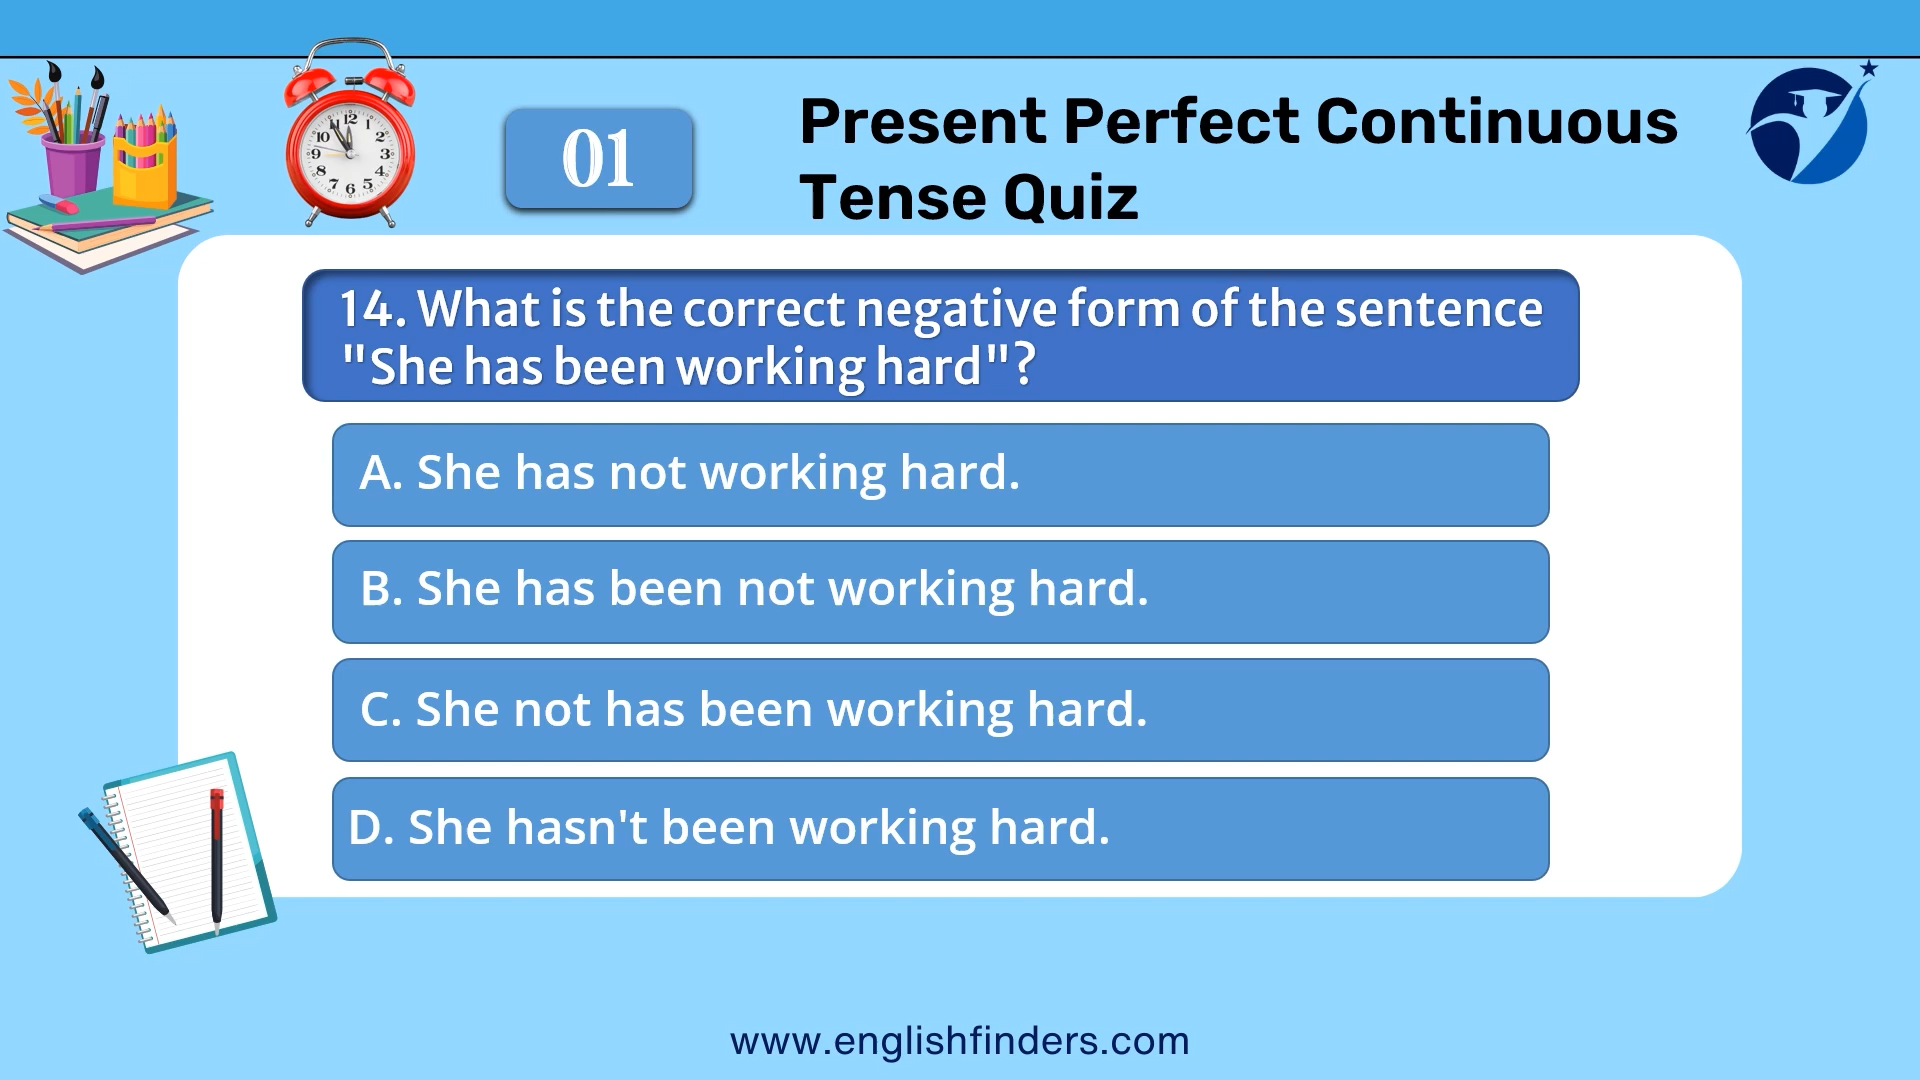 01
Present Perfect Continuous
Tense Quiz
14. What is the correct negative form of the sentence
"She has been working hard"?
A. She has not working hard.
B. She has been not working hard.
C. She not has been working hard.
D. She hasn't been working hard.
www.englishfinders.com